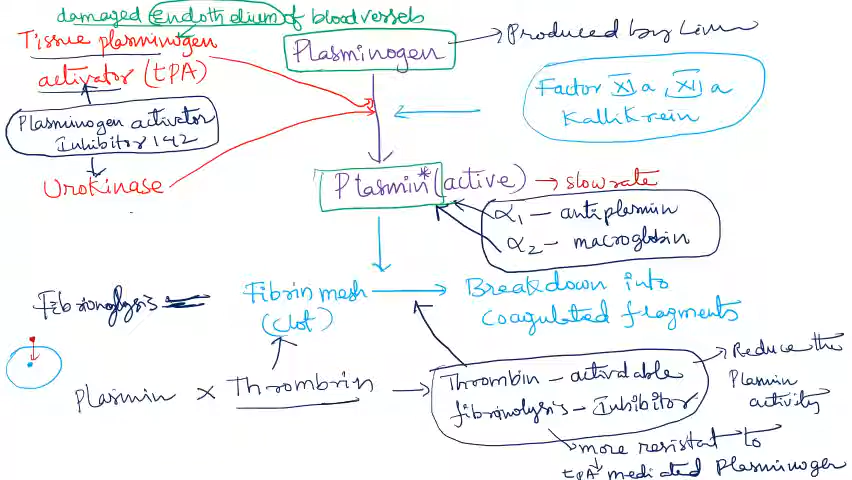 damaged endothelium of blood vessels
Tissue plasminogen
activator (tPA)
Plasminogen activator
Inhibitor 1 & 2
Urokinase
Plasminogen
Produced by Liver
Factor XI a, XII a
Kallikrein
Plasmin* (active)
slow rate
α1 - antiplasmin
α2 - macroglobin
Fibrinolysis
Fibrin mesh
(clot)
Breakdown into
coagulated fragments
Plasmin × Thrombrin
Thrombin - activatable
fibrinolysis - Inhibitor
Reduce the
Plasmin
activity
more resistant to
tPA mediated Plasminogen